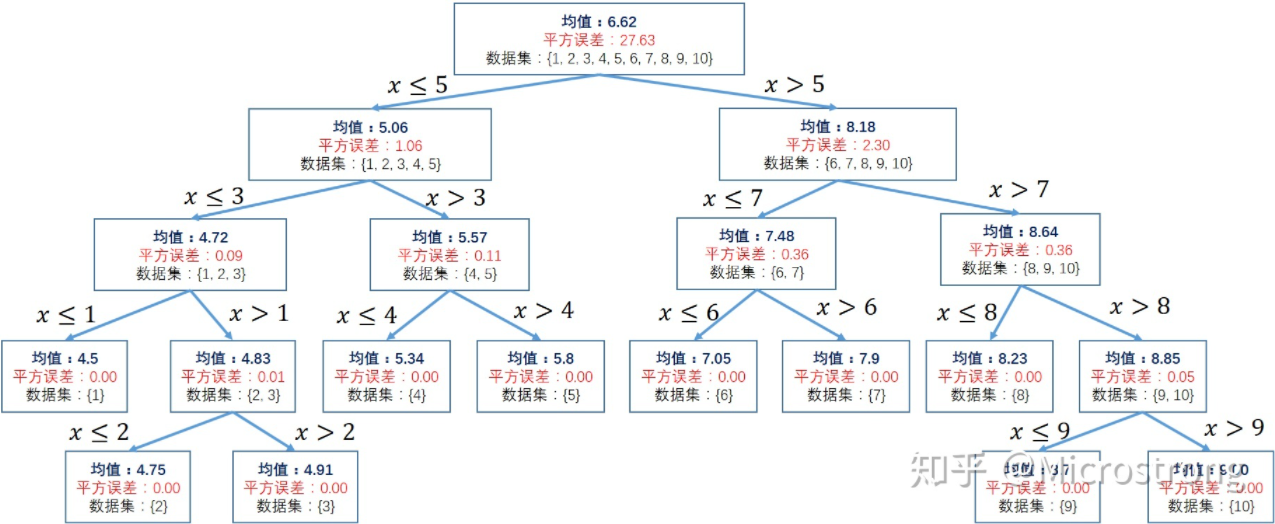 均值：6.62
平方误差：27.63
数据集：{1, 2, 3, 4, 5, 6, 7, 8, 9, 10}
x ≤ 5
x > 5
均值：5.06
平方误差：1.06
数据集：{1, 2, 3, 4, 5}
均值：8.18
平方误差：2.30
数据集：{6, 7, 8, 9, 10}
x ≤ 3
x > 3
x ≤ 7
x > 7
均值：4.72
平方误差：0.09
数据集：{1, 2, 3}
均值：5.57
平方误差：0.11
数据集：{4, 5}
均值：7.48
平方误差：0.36
数据集：{6, 7}
均值：8.64
平方误差：0.36
数据集：{8, 9, 10}
x ≤ 1
x > 1
x ≤ 4
x > 4
x ≤ 6
x > 6
x ≤ 8
x > 8
均值：4.5
平方误差：0.00
数据集：{1}
均值：4.83
平方误差：0.01
数据集：{2, 3}
均值：5.34
平方误差：0.00
数据集：{4}
均值：5.8
平方误差：0.00
数据集：{5}
均值：7.05
平方误差：0.00
数据集：{6}
均值：7.9
平方误差：0.00
数据集：{7}
均值：8.23
平方误差：0.00
数据集：{8}
均值：8.85
平方误差：0.05
数据集：{9, 10}
x ≤ 2
x > 2
x ≤ 9
x > 9
均值：4.75
平方误差：0.00
数据集：{2}
均值：4.91
平方误差：0.00
数据集：{3}
均值：8.7
平方误差：0.00
数据集：{9}
均值：9.00
平方误差：0.00
数据集：{10}
知乎 @Microstrong